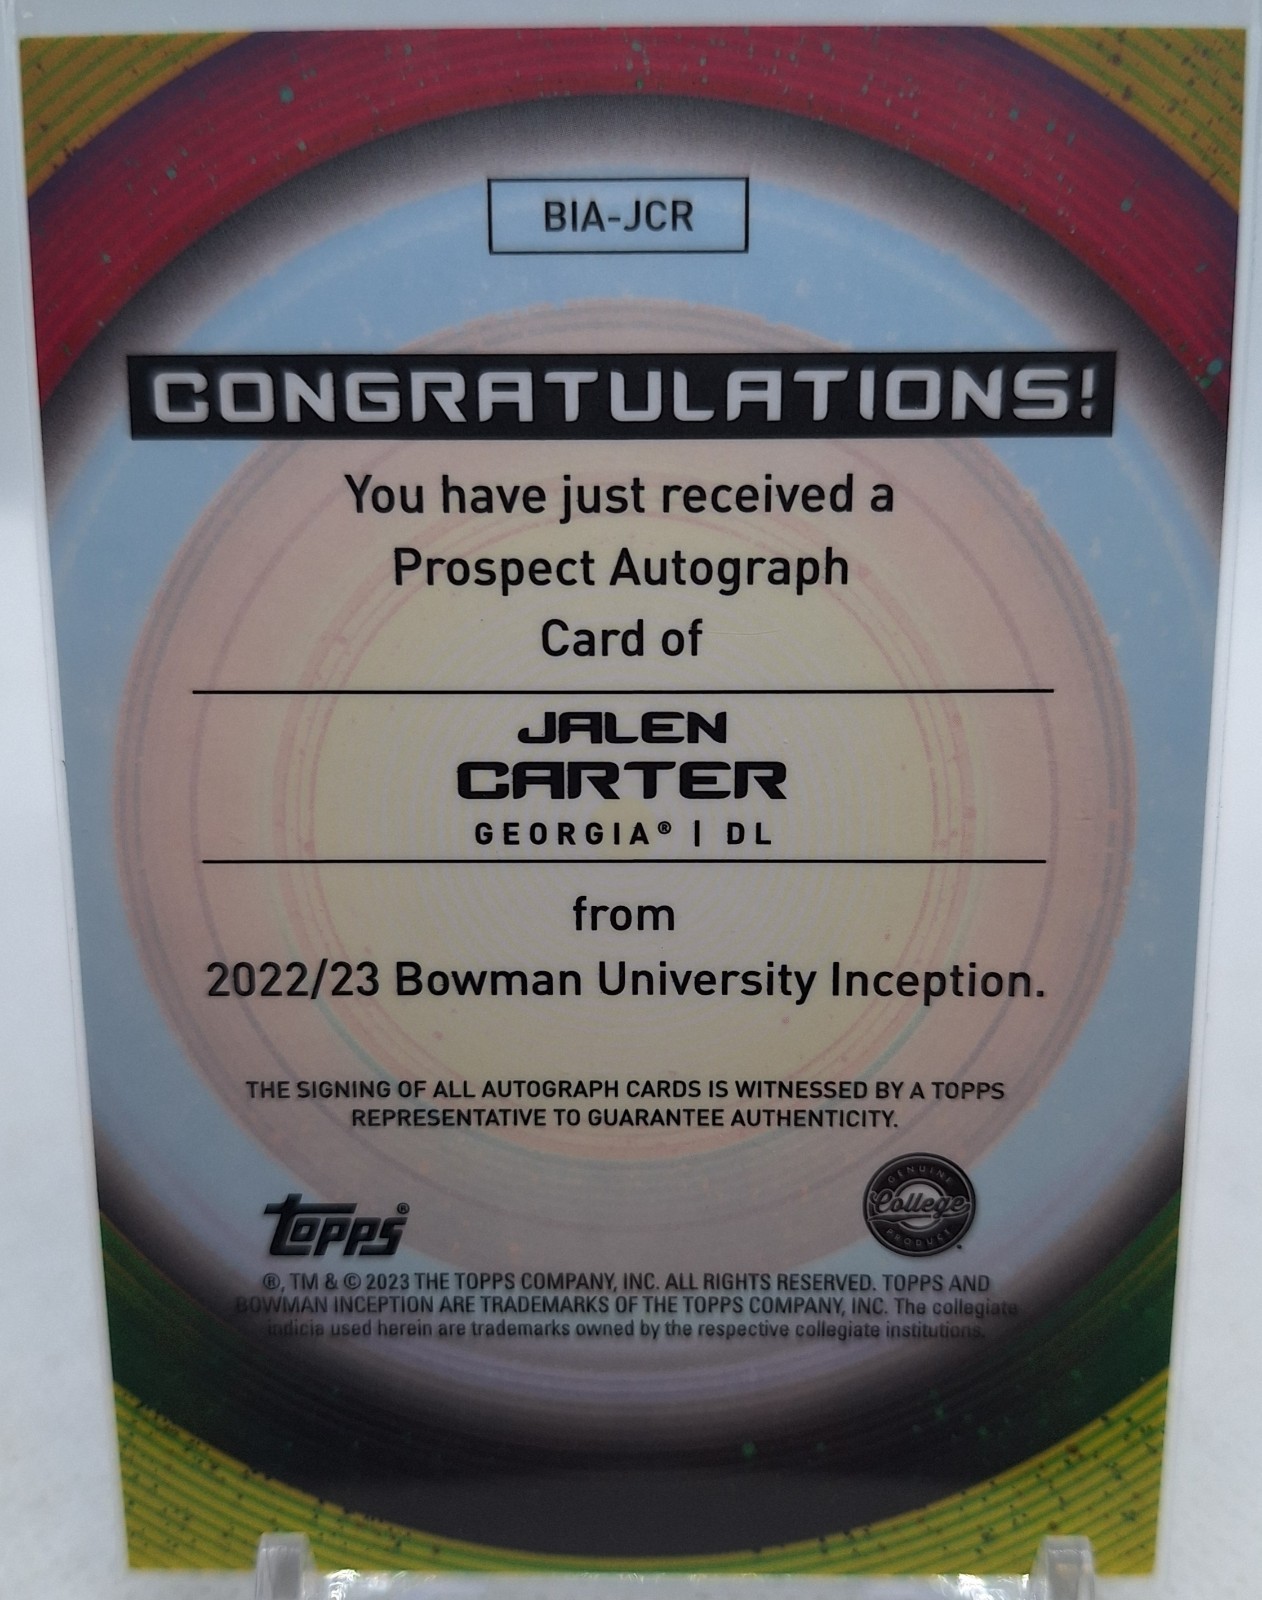 BIA-JCR
CONGRATULATIONS!
You have just received a
Prospect Autograph
Card of
JALEN
CARTER
GEORGIA® | DL
from
2022/23 Bowman University Inception.
THE SIGNING OF ALL AUTOGRAPH CARDS IS WITNESSED BY A TOPPS
REPRESENTATIVE TO GUARANTEE AUTHENTICITY.
topps®
GENUINE
College
PRODUCT
®, TM & © 2023 THE TOPPS COMPANY, INC. ALL RIGHTS RESERVED. TOPPS AND
BOWMAN INCEPTION ARE TRADEMARKS OF THE TOPPS COMPANY, INC. The collegiate
indicia used herein are trademarks owned by the respective collegiate institutions.